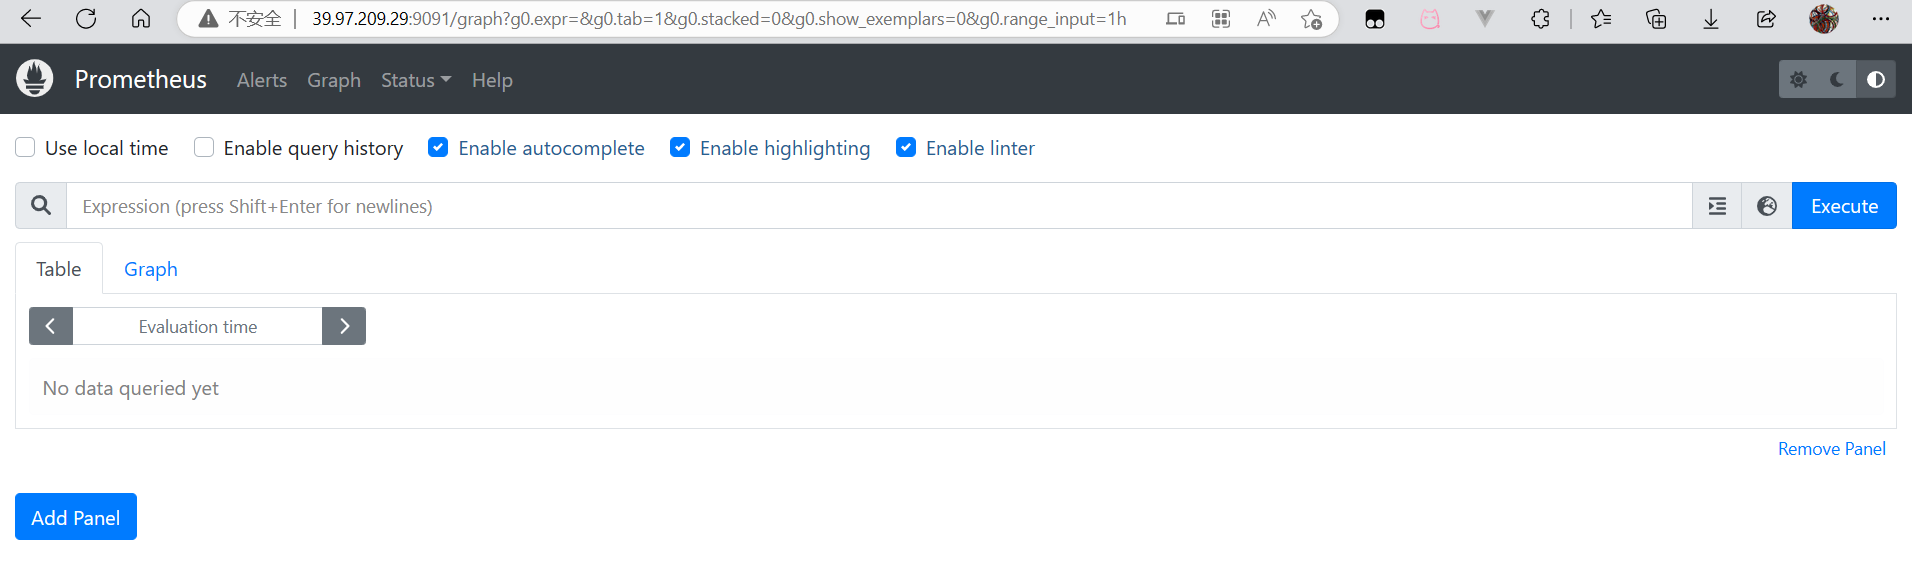 不安全 39.97.209.29:9091/graph?g0.expr=&g0.tab=1&g0.stacked=0&g0.show_exemplars=0&g0.range_input=1h
Prometheus Alerts Graph Status Help
Use local time Enable query history Enable autocomplete Enable highlighting Enable linter
Expression (press Shift+Enter for newlines) Execute
Table Graph
Evaluation time
No data queried yet
Remove Panel
Add Panel